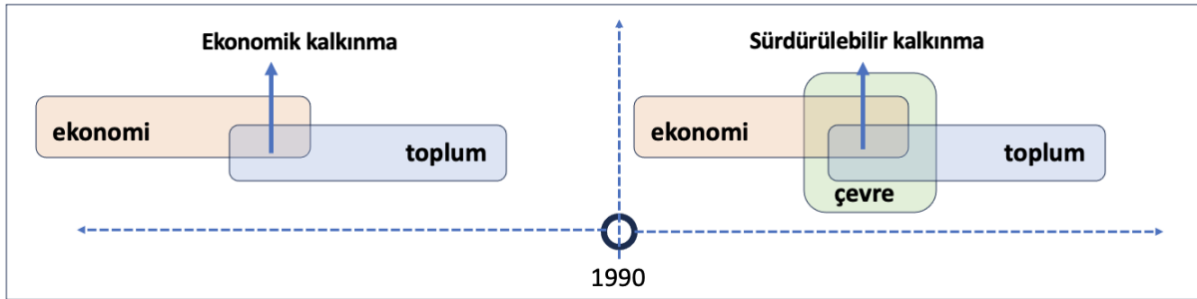 Ekonomik kalkınma
ekonomi
toplum
Sürdürülebilir kalkınma
ekonomi
toplum
çevre
1990